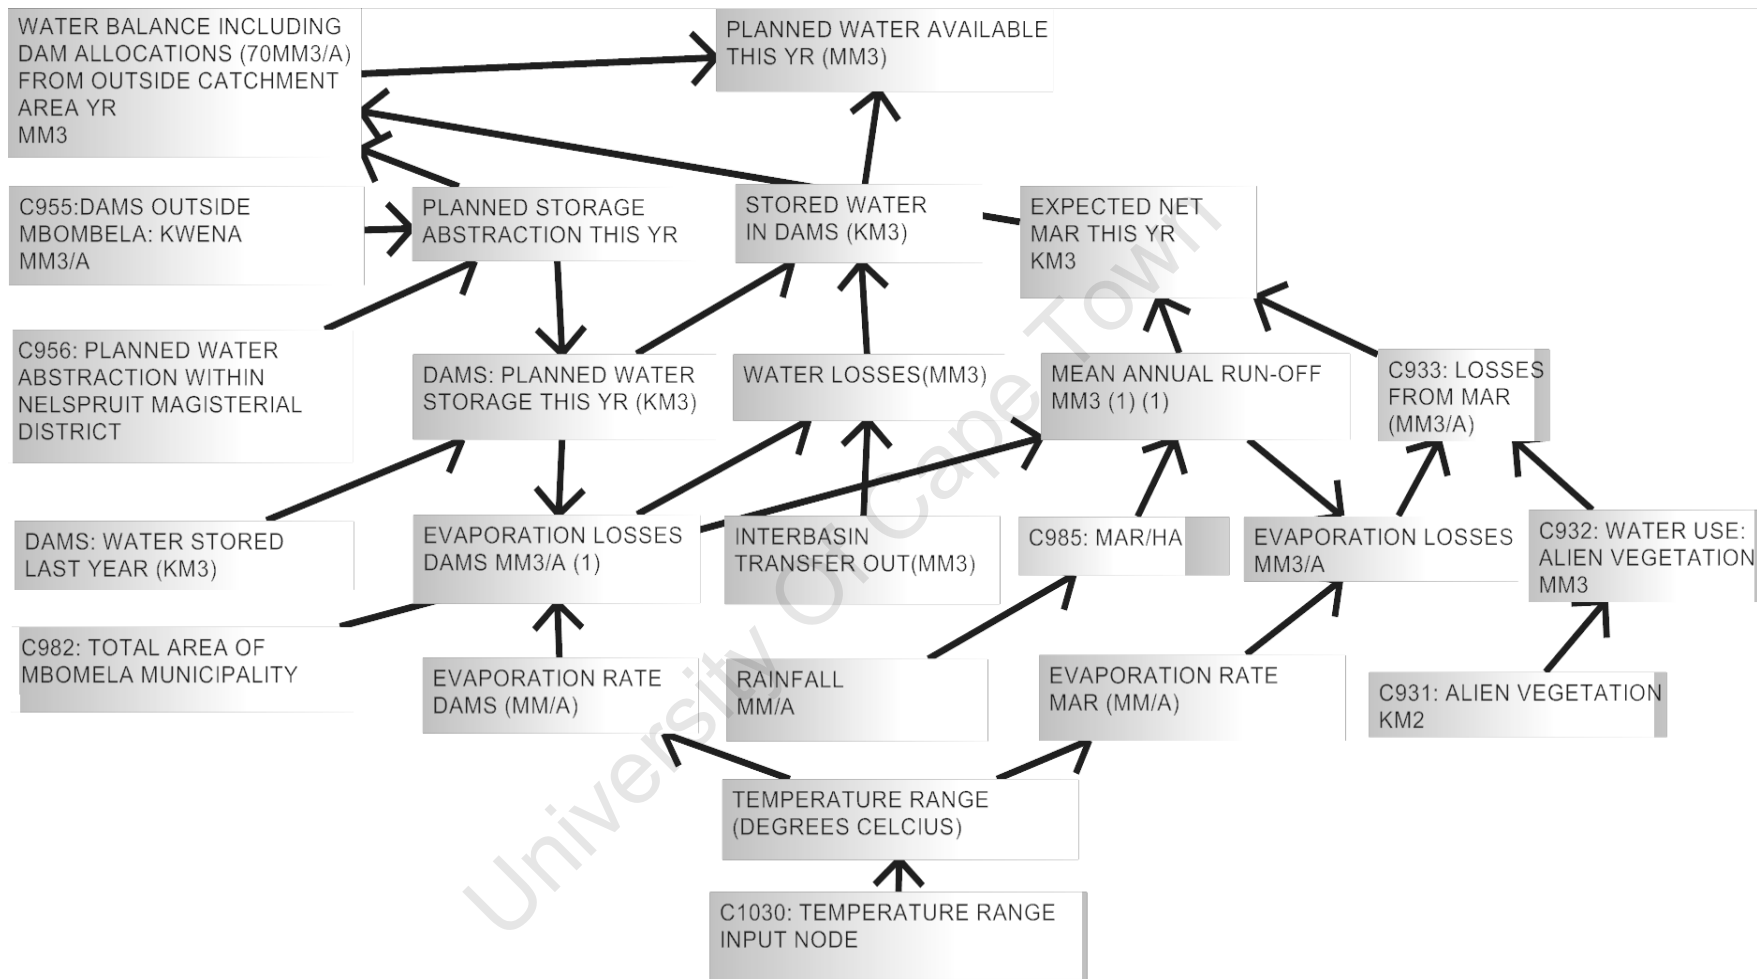 WATER BALANCE INCLUDING
DAM ALLOCATIONS (70MM3/A)
FROM OUTSIDE CATCHMENT
AREA YR
MM3
PLANNED WATER AVAILABLE
THIS YR (MM3)
C955:DAMS OUTSIDE
MBOMBELA: KWENA
MM3/A
PLANNED STORAGE
ABSTRACTION THIS YR
STORED WATER
IN DAMS (KM3)
EXPECTED NET
MAR THIS YR
KM3
C956: PLANNED WATER
ABSTRACTION WITHIN
NELSPRUIT MAGISTERIAL
DISTRICT
DAMS: PLANNED WATER
STORAGE THIS YR (KM3)
WATER LOSSES(MM3)
MEAN ANNUAL RUN-OFF
MM3 (1) (1)
C933: LOSSES
FROM MAR
(MM3/A)
DAMS: WATER STORED
LAST YEAR (KM3)
EVAPORATION LOSSES
DAMS MM3/A (1)
INTERBASIN
TRANSFER OUT(MM3)
C985: MAR/HA
EVAPORATION LOSSES
MM3/A
C932: WATER USE:
ALIEN VEGETATION
MM3
C982: TOTAL AREA OF
MBOMELA MUNICIPALITY
EVAPORATION RATE
DAMS (MM/A)
RAINFALL
MM/A
EVAPORATION RATE
MAR (MM/A)
C931: ALIEN VEGETATION
KM2
TEMPERATURE RANGE
(DEGREES CELCIUS)
C1030: TEMPERATURE RANGE
INPUT NODE
University Of Cape Town